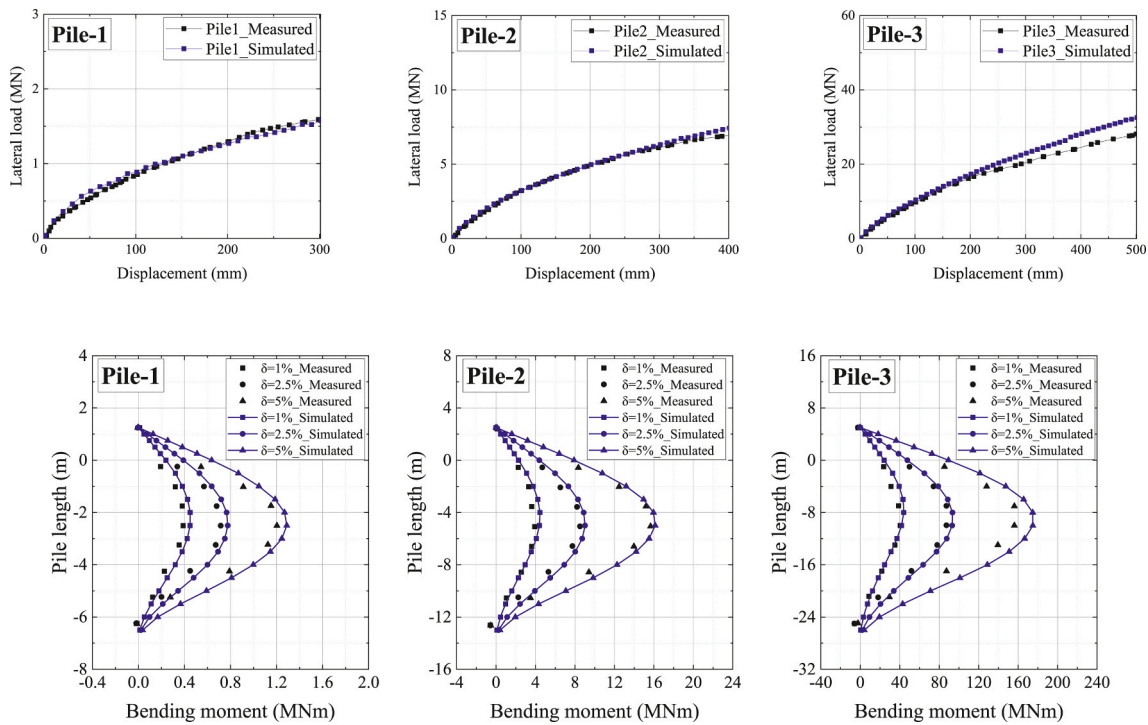 Pile-1
Pile1_Measured
Pile1_Simulated
Lateral load (MN)
3
2
1
0
0 100 200 300
Displacement (mm)
Pile-2
Pile2_Measured
Pile2_Simulated
Lateral load (MN)
15
10
5
0
0 100 200 300 400
Displacement (mm)
Pile-3
Pile3_Measured
Pile3_Simulated
Lateral load (MN)
60
40
20
0
0 100 200 300 400 500
Displacement (mm)
Pile-1
δ=1%_Measured
δ=2.5%_Measured
δ=5%_Measured
δ=1%_Simulated
δ=2.5%_Simulated
δ=5%_Simulated
Pile length (m)
4
2
0
-2
-4
-6
-8
-0.4 0.0 0.4 0.8 1.2 1.6 2.0
Bending moment (MNm)
Pile-2
δ=1%_Measured
δ=2.5%_Measured
δ=5%_Measured
δ=1%_Simulated
δ=2.5%_Simulated
δ=5%_Simulated
Pile length (m)
8
4
0
-4
-8
-12
-16
-4 0 4 8 12 16 20 24
Bending moment (MNm)
Pile-3
δ=1%_Measured
δ=2.5%_Measured
δ=5%_Measured
δ=1%_Simulated
δ=2.5%_Simulated
δ=5%_Simulated
Pile length (m)
16
8
0
-8
-16
-24
-32
-40 0 40 80 120 160 200 240
Bending moment (MNm)